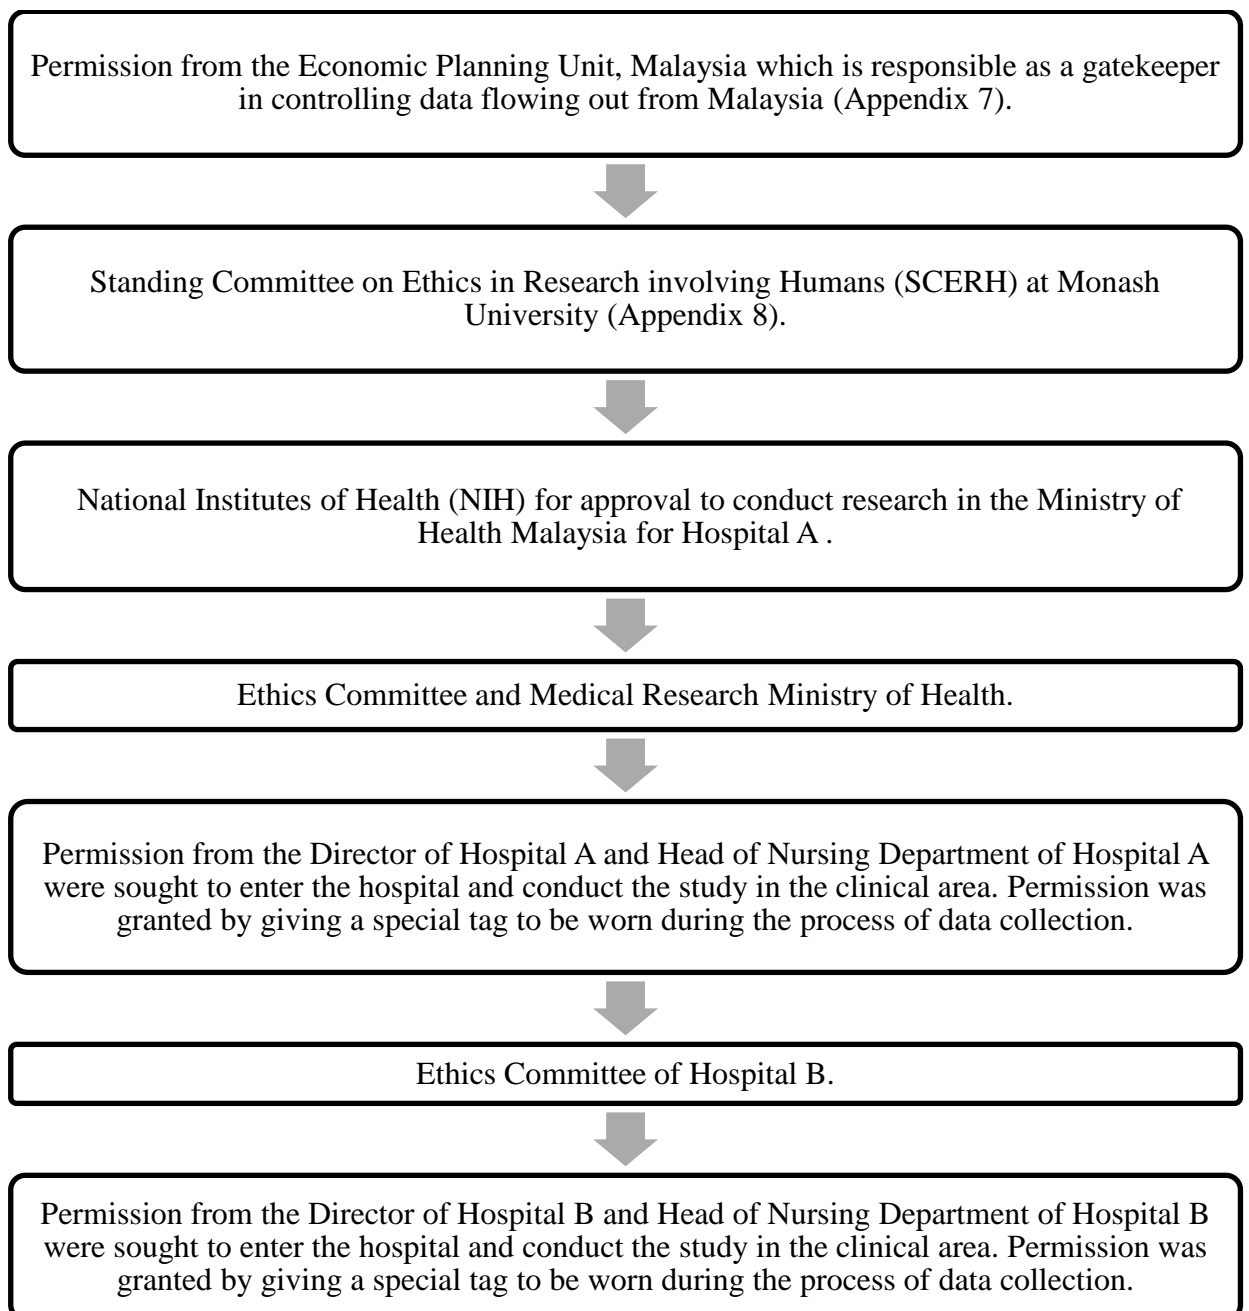 Permission from the Economic Planning Unit, Malaysia which is responsible as a gatekeeper
in controlling data flowing out from Malaysia (Appendix 7).
Standing Committee on Ethics in Research involving Humans (SCERH) at Monash
University (Appendix 8).
National Institutes of Health (NIH) for approval to conduct research in the Ministry of
Health Malaysia for Hospital A .
Ethics Committee and Medical Research Ministry of Health.
Permission from the Director of Hospital A and Head of Nursing Department of Hospital A
were sought to enter the hospital and conduct the study in the clinical area. Permission was
granted by giving a special tag to be worn during the process of data collection.
Ethics Committee of Hospital B.
Permission from the Director of Hospital B and Head of Nursing Department of Hospital B
were sought to enter the hospital and conduct the study in the clinical area. Permission was
granted by giving a special tag to be worn during the process of data collection.